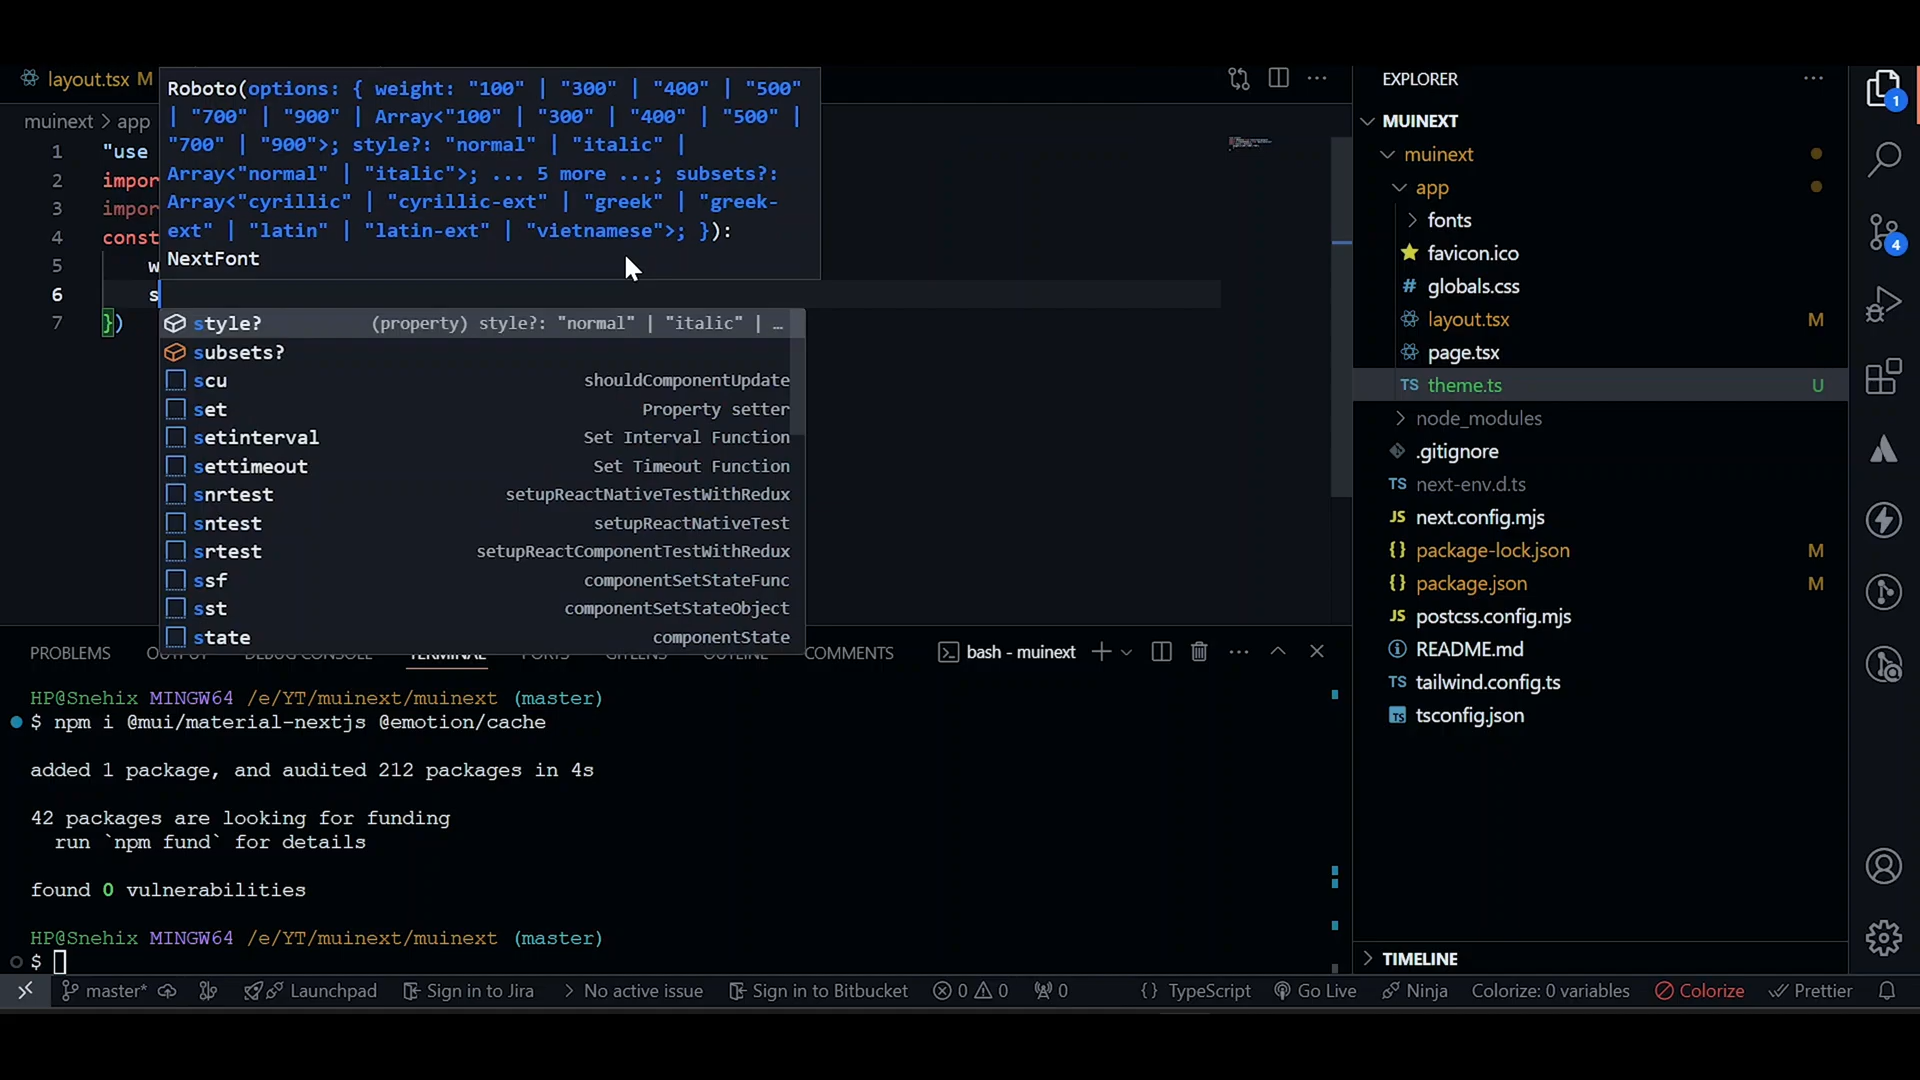 layout.tsx M
muinext > app
Roboto(options: { weight: "100" | "300" | "400" | "500"
| "700" | "900" | Array<"100" | "300" | "400" | "500" |
"700" | "900">; style?: "normal" | "italic" |
Array<"normal" | "italic">; ... 5 more ...; subsets?:
Array<"cyrillic" | "cyrillic-ext" | "greek" | "greek-
ext" | "latin" | "latin-ext" | "vietnamese">; }):
NextFont
1 "use
2 impor
3 impor
4 const
5 w
6 s
7 })
style? (property) style?: "normal" | "italic" | …
subsets?
scu shouldComponentUpdate
set Property setter
setinterval Set Interval Function
settimeout Set Timeout Function
snrtest setupReactNativeTestWithRedux
sntest setupReactNativeTest
srtest setupReactComponentTestWithRedux
ssf componentSetStateFunc
sst componentSetStateObject
state componentState
PROBLEMS OUTPUT DEBUG CONSOLE TERMINAL PORTS GITLENS OUTLINE COMMENTS
bash - muinext
HP@Snehix MINGW64 /e/YT/muinext/muinext (master)
$ npm i @mui/material-nextjs @emotion/cache
added 1 package, and audited 212 packages in 4s
42 packages are looking for funding
run `npm fund` for details
found 0 vulnerabilities
HP@Snehix MINGW64 /e/YT/muinext/muinext (master)
$
EXPLORER
MUINEXT
muinext
app
fonts
favicon.ico
# globals.css
layout.tsx M
page.tsx
TS theme.ts U
node_modules
.gitignore
TS next-env.d.ts
JS next.config.mjs
{} package-lock.json M
{} package.json M
JS postcss.config.mjs
README.md
TS tailwind.config.ts
TS tsconfig.json
TIMELINE
1
4
master* Launchpad Sign in to Jira > No active issue Sign in to Bitbucket 0 0 0 {} TypeScript Go Live Ninja Colorize: 0 variables Colorize Prettier